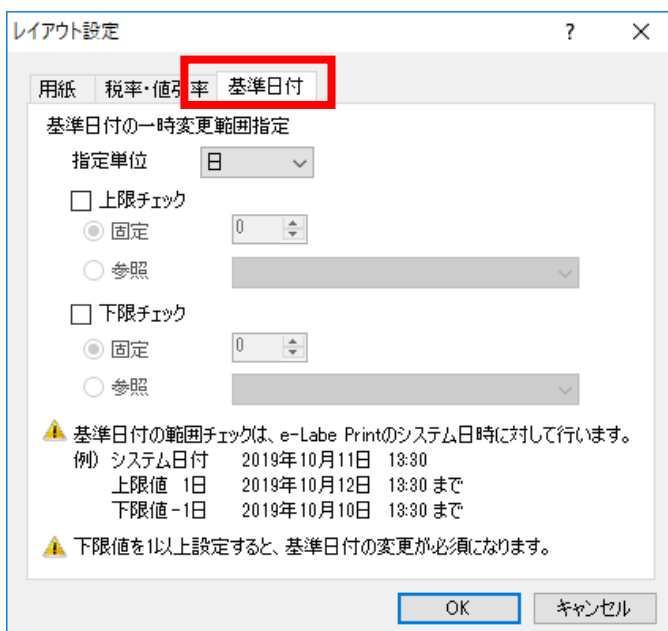 レイアウト設定
?
用紙 税率・値引率 基準日付
基準日付の一時変更範囲指定
指定単位 日
上限チェック
固定 0
参照
下限チェック
固定 0
参照
基準日付の範囲チェックは、e-Labe Printのシステム日時に対して行います。
例) システム日付 2019年10月11日 13:30
上限値 1日 2019年10月12日 13:30 まで
下限値-1日 2019年10月10日 13:30 まで
下限値を1以上設定すると、基準日付の変更が必須になります。
OK キャンセル